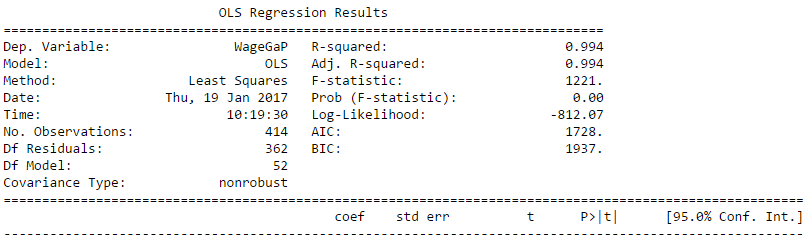 OLS Regression Results
==============================================================================
Dep. Variable: WageGaP R-squared: 0.994
Model: OLS Adj. R-squared: 0.994
Method: Least Squares F-statistic: 1221.
Date: Thu, 19 Jan 2017 Prob (F-statistic): 0.00
Time: 10:19:30 Log-Likelihood: -812.07
No. Observations: 414 AIC: 1728.
Df Residuals: 362 BIC: 1937.
Df Model: 52
Covariance Type: nonrobust
=======================================================================================================
coef std err t P>|t| [95.0% Conf. Int.]
-------------------------------------------------------------------------------------------------------